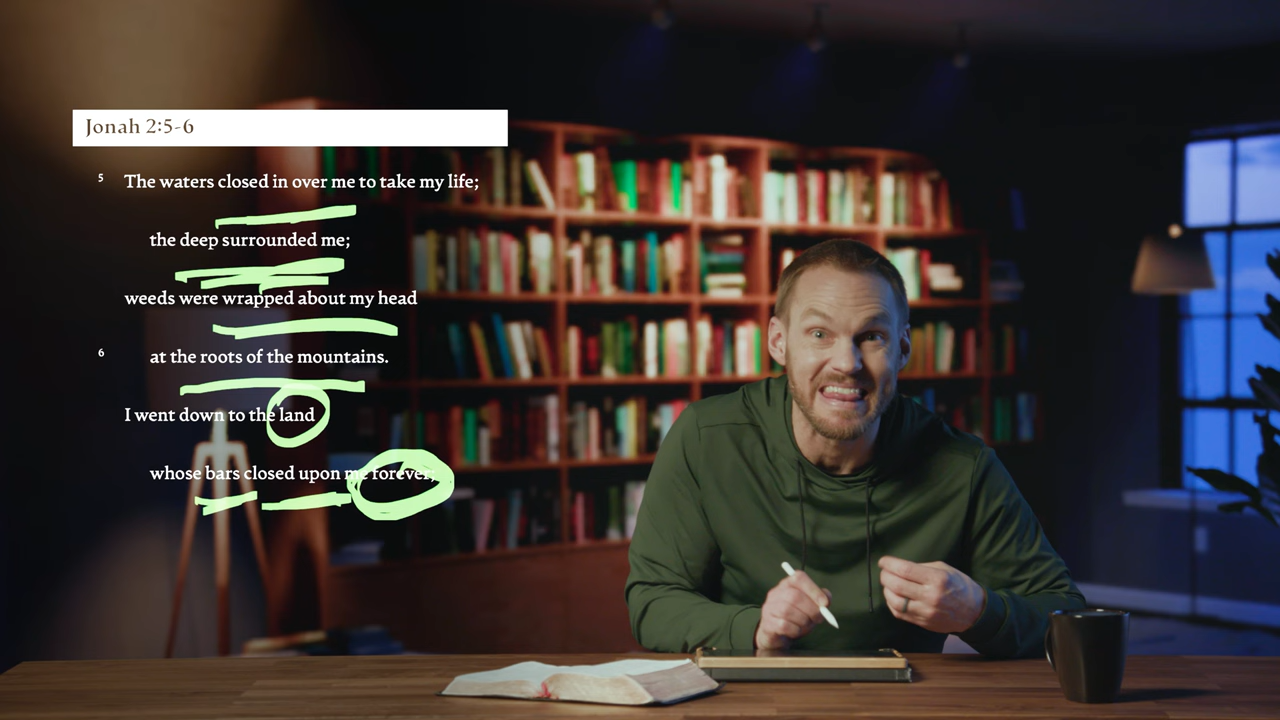 Jonah 2:5-6
5 The waters closed in over me to take my life;
the deep surrounded me;
weeds were wrapped about my head
6 at the roots of the mountains.
I went down to the land
whose bars closed upon me forever;